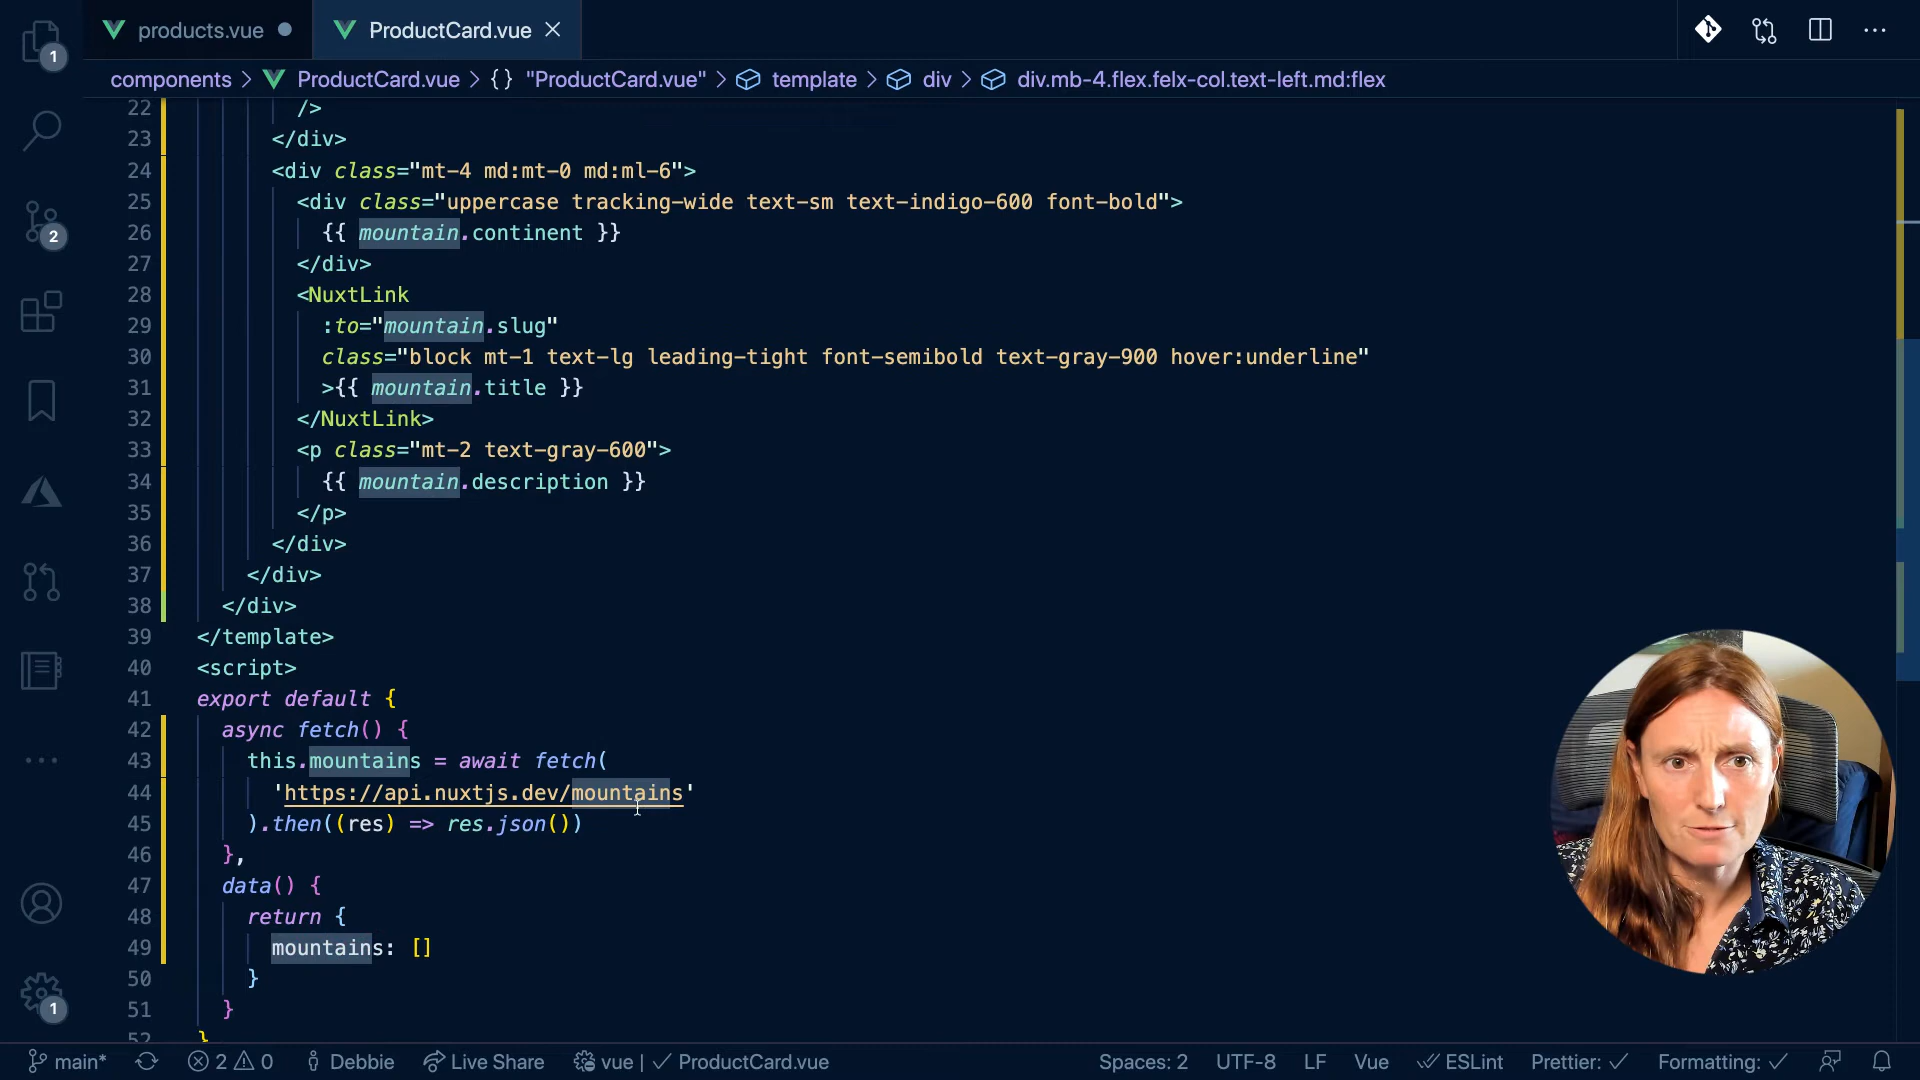 products.vue
ProductCard.vue
1
components > ProductCard.vue > {} "ProductCard.vue" > template > div > div.mb-4.flex.felx-col.text-left.md:flex
22 />
23 </div>
24 <div class="mt-4 md:mt-0 md:ml-6">
25 <div class="uppercase tracking-wide text-sm text-indigo-600 font-bold">
26 {{ mountain.continent }}
2
27 </div>
28 <NuxtLink
29 :to="mountain.slug"
30 class="block mt-1 text-lg leading-tight font-semibold text-gray-900 hover:underline"
31 >{{ mountain.title }}
32 </NuxtLink>
33 <p class="mt-2 text-gray-600">
34 {{ mountain.description }}
35 </p>
36 </div>
37 </div>
38 </div>
39 </template>
40 <script>
41 export default {
42 async fetch() {
43 this.mountains = await fetch(
44 'https://api.nuxtjs.dev/mountains'
45 ).then((res) => res.json())
46 },
47 data() {
48 return {
49 mountains: []
50 }
51 }
1
52 }
main* 2 0 Debbie Live Share vue | ProductCard.vue Spaces: 2 UTF-8 LF Vue ESLint Prettier: Formatting: